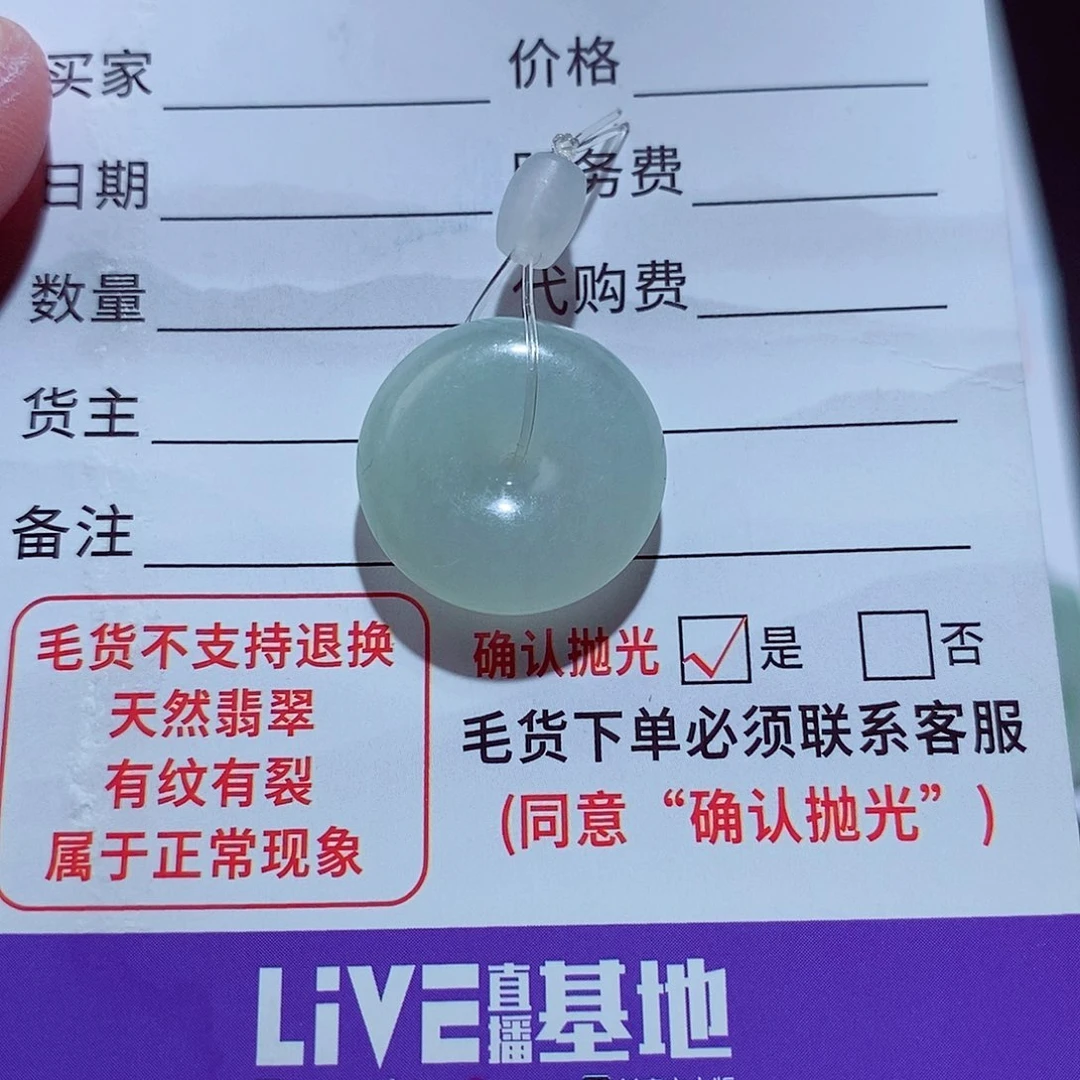 买家 价格
日期 务费
数量 代购费
货主
备注
毛货不支持退换
天然翡翠
有纹有裂
属于正常现象
确认抛光 是 否
毛货下单必须联系客服
(同意“确认抛光”)
LiVE直播基地